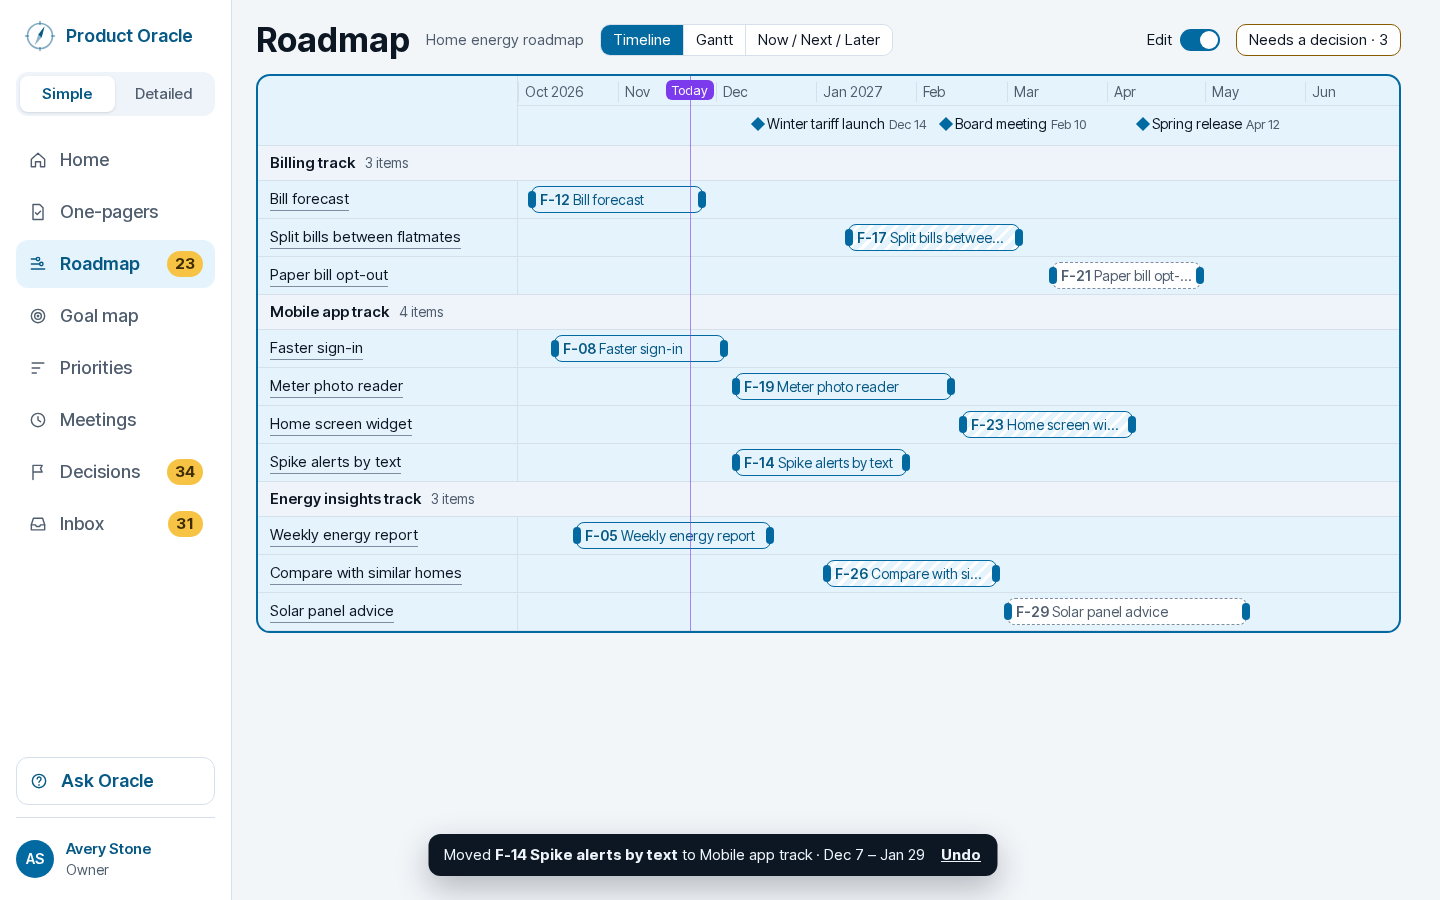 Product Oracle
Simple
Detailed
Home
One-pagers
Roadmap 23
Goal map
Priorities
Meetings
Decisions 34
Inbox 31
Ask Oracle
AS
Avery Stone
Owner
Roadmap
Home energy roadmap
Timeline
Gantt
Now / Next / Later
Edit
Needs a decision · 3
Oct 2026
Nov
Today
Dec
Jan 2027
Feb
Mar
Apr
May
Jun
Winter tariff launch Dec 14
Board meeting Feb 10
Spring release Apr 12
Billing track 3 items
Bill forecast
F-12 Bill forecast
Split bills between flatmates
F-17 Split bills betwee…
Paper bill opt-out
F-21 Paper bill opt-…
Mobile app track 4 items
Faster sign-in
F-08 Faster sign-in
Meter photo reader
F-19 Meter photo reader
Home screen widget
F-23 Home screen wi…
Spike alerts by text
F-14 Spike alerts by text
Energy insights track 3 items
Weekly energy report
F-05 Weekly energy report
Compare with similar homes
F-26 Compare with si…
Solar panel advice
F-29 Solar panel advice
Moved F-14 Spike alerts by text to Mobile app track · Dec 7 – Jan 29 Undo